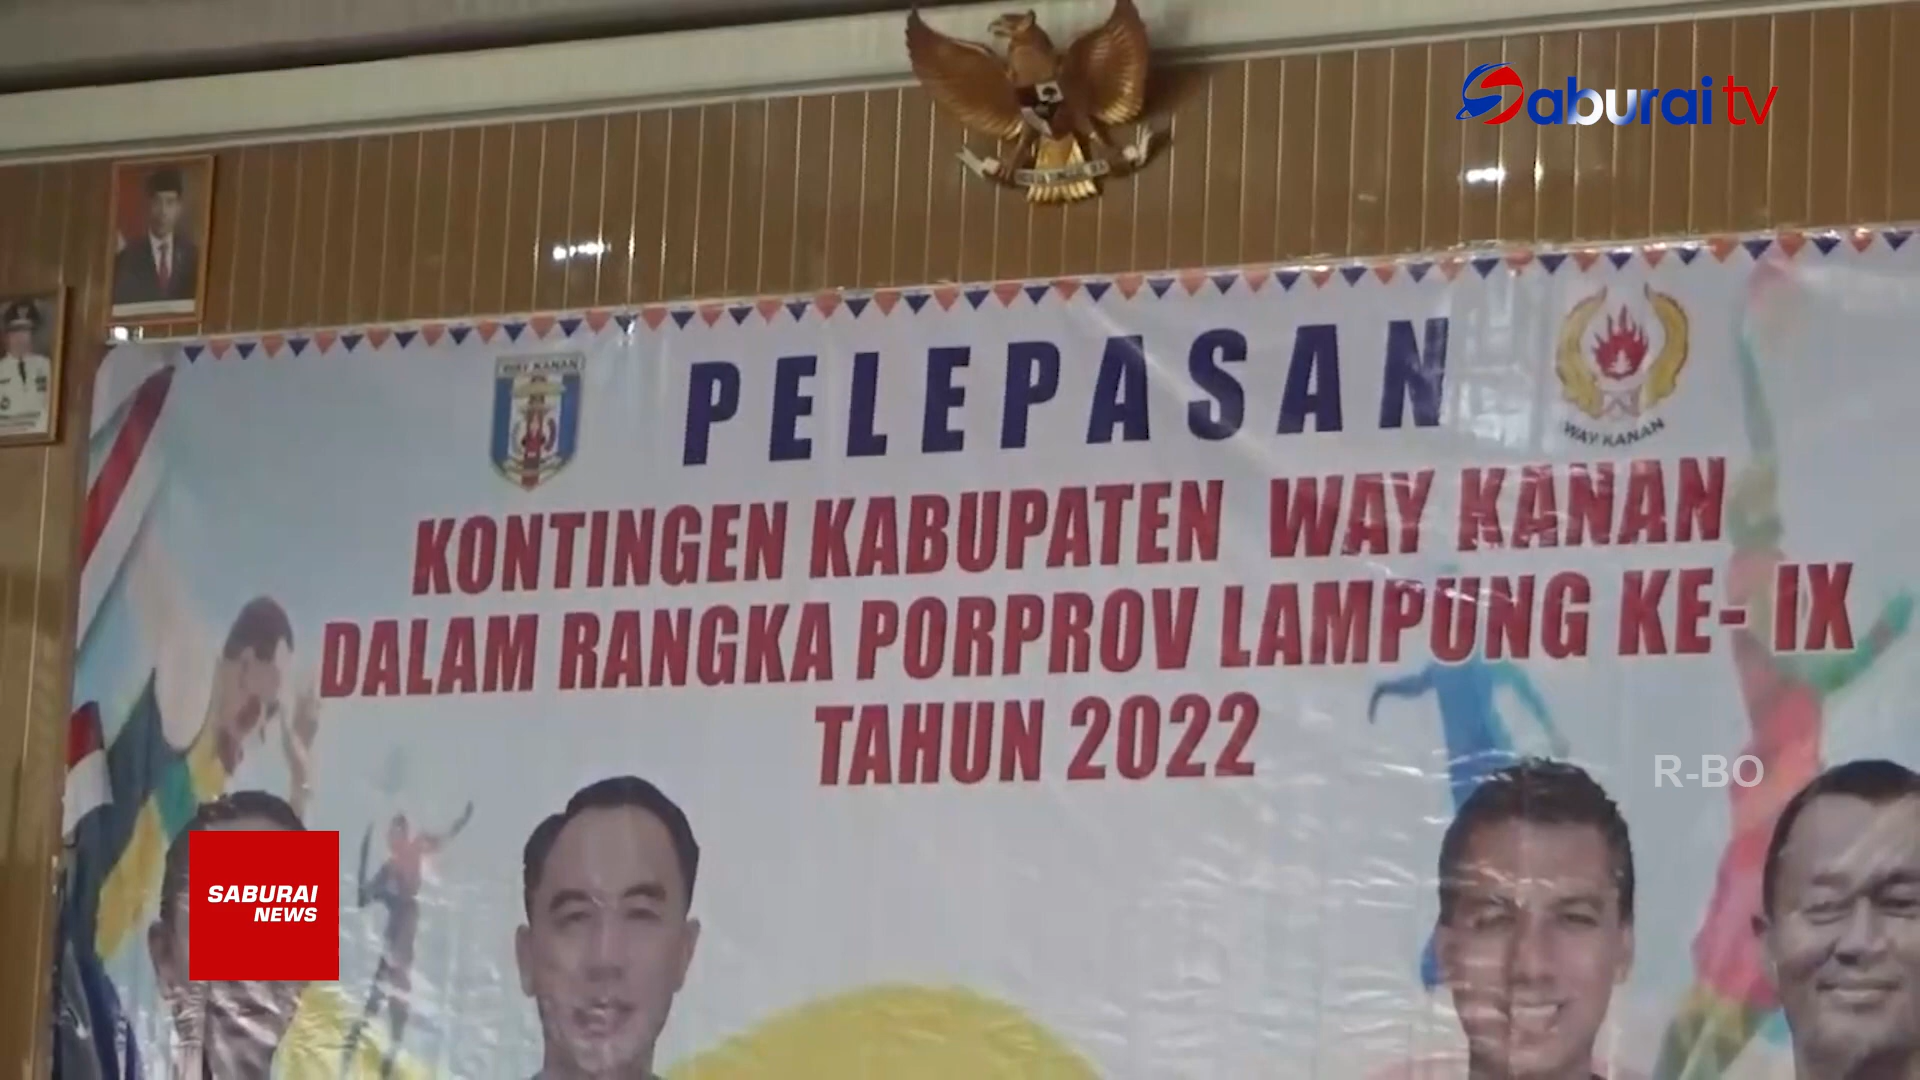 Saburai tv
WAY KANAN
PELEPASAN
WAY KANAN
KONTINGEN KABUPATEN WAY KANAN
DALAM RANGKA PORPROV LAMPUNG KE- IX
TAHUN 2022
R-BO
SABURAI
NEWS